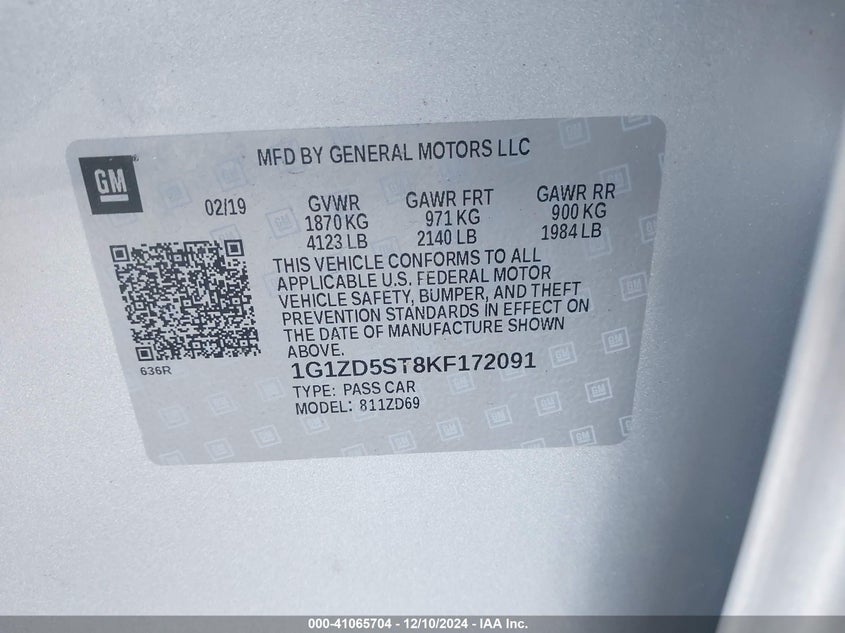 MFD BY GENERAL MOTORS LLC
GM
02/19
GVWR GAWR FRT GAWR RR
1870 KG 971 KG 900 KG
4123 LB 2140 LB 1984 LB
THIS VEHICLE CONFORMS TO ALL
APPLICABLE U.S. FEDERAL MOTOR
VEHICLE SAFETY, BUMPER, AND THEFT
PREVENTION STANDARDS IN EFFECT ON
THE DATE OF MANUFACTURE SHOWN
ABOVE.
636R
1G1ZD5ST8KF172091
TYPE: PASS CAR
MODEL: 811ZD69
000-41065704 - 12/10/2024 - IAA Inc.